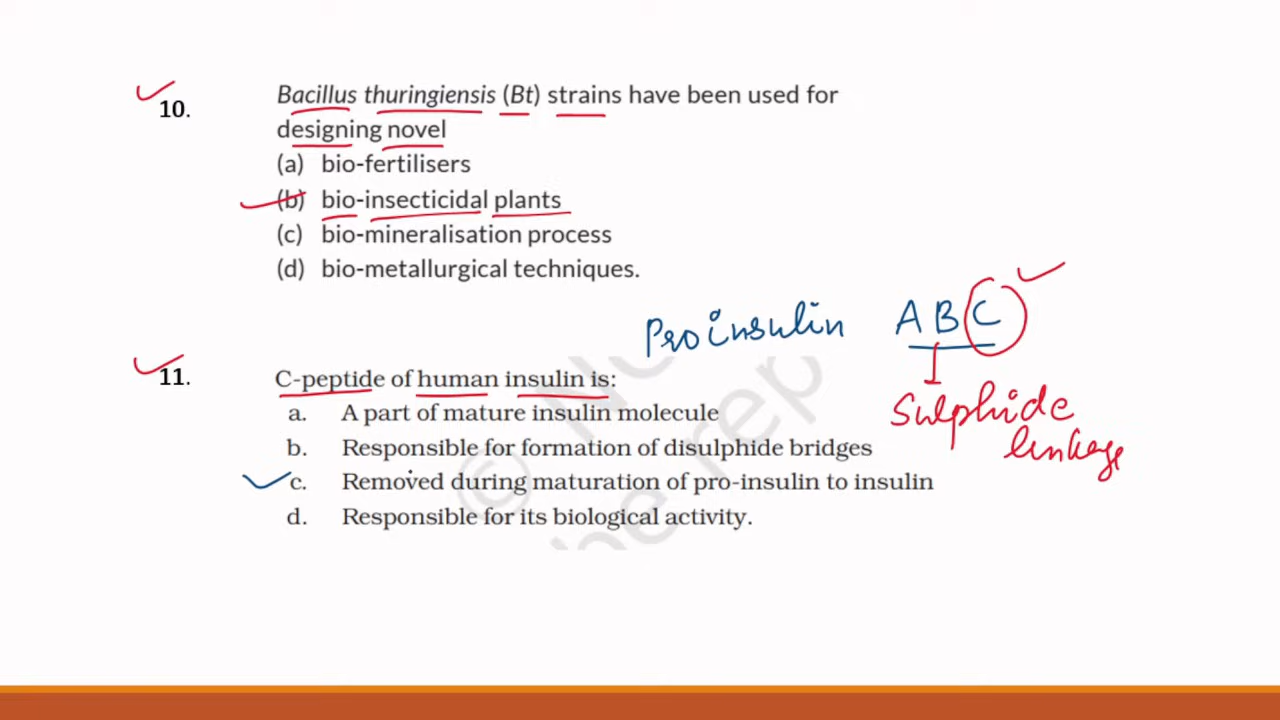 10. Bacillus thuringiensis (Bt) strains have been used for
designing novel
(a) bio-fertilisers
(b) bio-insecticidal plants
(c) bio-mineralisation process
(d) bio-metallurgical techniques.
Proinsulin A B C
11. C-peptide of human insulin is:
Sulphide
linkage
a. A part of mature insulin molecule
b. Responsible for formation of disulphide bridges
c. Removed during maturation of pro-insulin to insulin
d. Responsible for its biological activity.